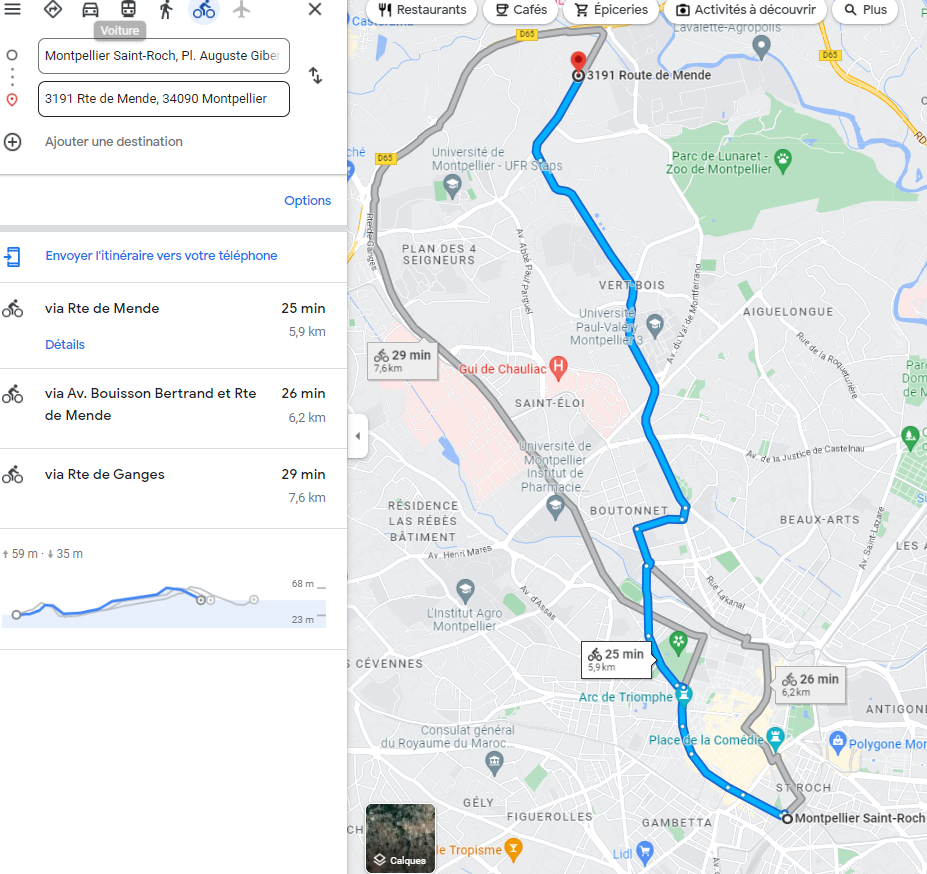 Voiture
Montpellier Saint-Roch, Pl. Auguste Giber
3191 Rte de Mende, 34090 Montpellier
Ajouter une destination
Options
Envoyer l'itinéraire vers votre téléphone
via Rte de Mende
25 min
5,9 km
Détails
via Av. Bouisson Bertrand et Rte
de Mende
26 min
6,2 km
via Rte de Ganges
29 min
7,6 km
59 m · 35 m
68 m
23 m
Restaurants
Cafés
Épiceries
Activités à découvrir
Plus
Lavalette-Agropolis
D65
D65
D65
3191 Route de Mende
Université de
Montpellier - UFR Staps
Parc de Lunaret -
Zoo de Montpellier
Rte de Ganges
PLAN DES 4
SEIGNEURS
Av. Abbé Paul Parguel
VERT-BOIS
Av. du Val de Montferrand
AIGUELONGUE
Université
Paul-Valéry
Montpellier 3
Rue de la Roqueturière
29 min
7,6 km
Gui de Chauliac
SAINT-ÉLOI
Av. de la Justice de Castelnau
Université de
Montpellier
Institut de
Pharmacie...
RÉSIDENCE
LAS RÉBÈS
BÂTIMENT
BOUTONNET
BEAUX-ARTS
Av. Saint-Lazare
LES A
Av. Henri Mares
Av. d'Assas
Rue Lakanal
L'Institut Agro
Montpellier
S CÉVENNES
25 min
5,9 km
26 min
6,2 km
Arc de Triomphe
ANTIGONE
Consulat général
du Royaume du Maroc...
Place de la Comédie
Polygone Mon
ST ROCH
GÉLY
FIGUEROLLES
GAMBETTA
Montpellier Saint-Roch
Calques
le Tropisme
Lidl